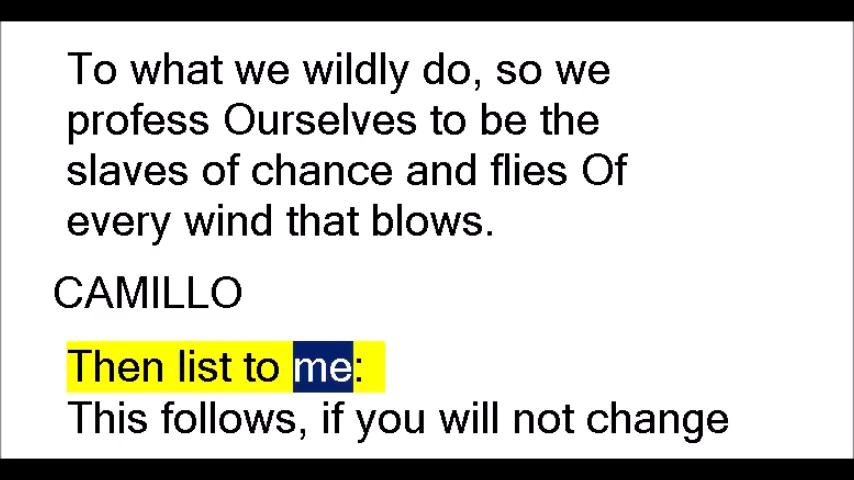 To what we wildly do, so we
profess Ourselves to be the
slaves of chance and flies Of
every wind that blows.
CAMILLO
Then list to me:
This follows, if you will not change